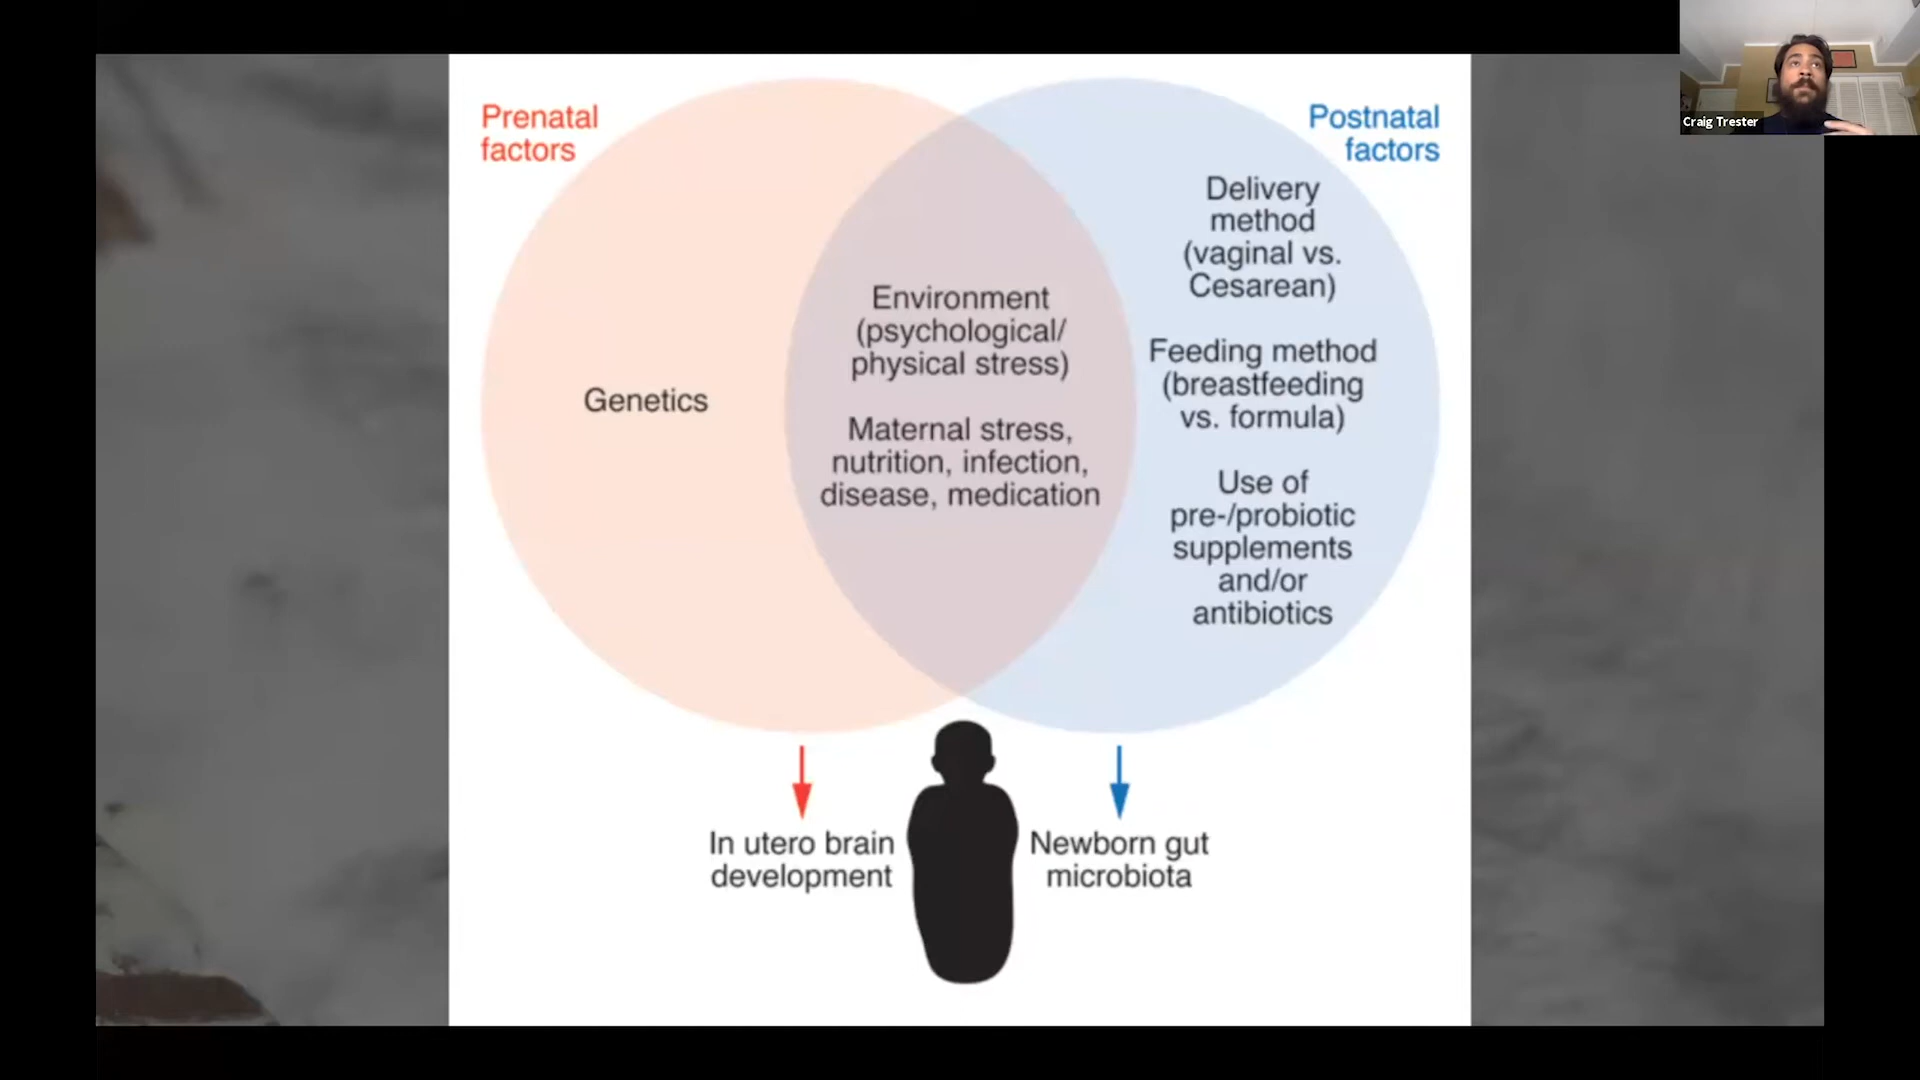 Prenatal
factors
Postnatal
factors
Genetics
Environment
(psychological/
physical stress)
Maternal stress,
nutrition, infection,
disease, medication
Delivery
method
(vaginal vs.
Cesarean)
Feeding method
(breastfeeding
vs. formula)
Use of
pre-/probiotic
supplements
and/or
antibiotics
In utero brain
development
Newborn gut
microbiota
Craig Trester